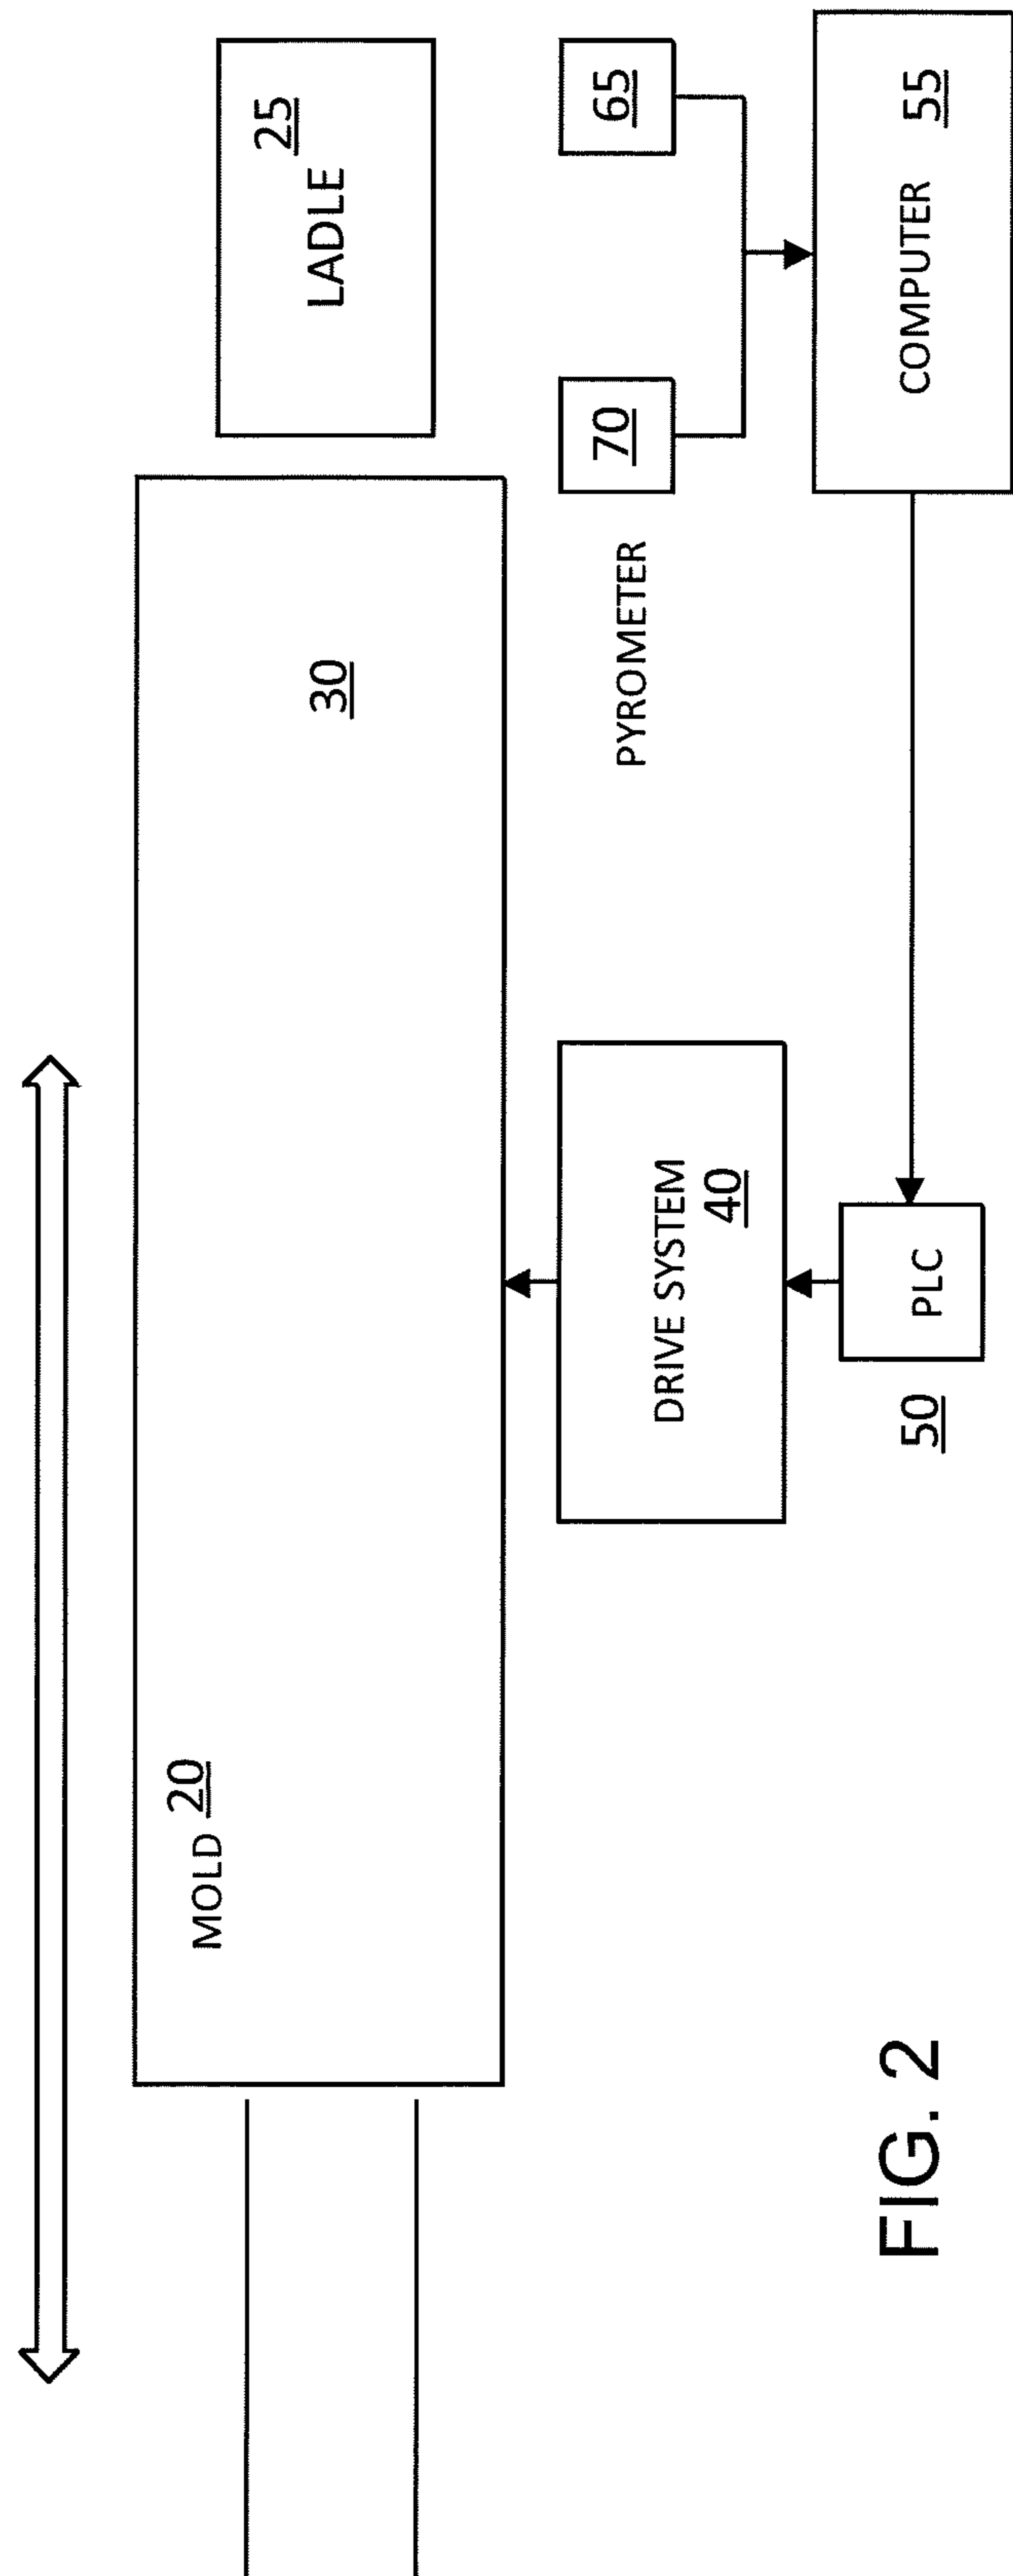 MOLD 20
30
25
LADLE
DRIVE SYSTEM
40
PYROMETER
70
65
50
PLC
COMPUTER
55
FIG. 2